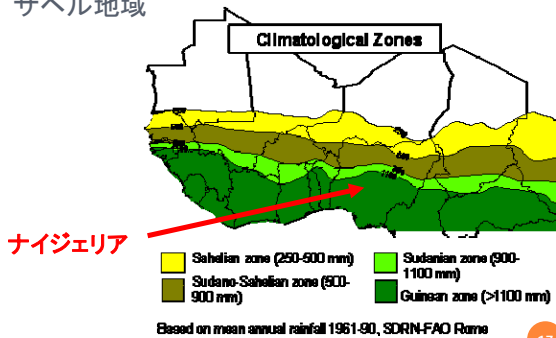 サヘル地域
Climatological Zones
1100
ナイジェリア
Sahelian zone (250-500 mm)
Sudano-Sahelian zone (500-
900 mm)
Sudanian zone (900-
1100 mm)
Guinean zone (>1100 mm)
Based on mean annual rainfall 1961-90, SDRN-FAO Rome